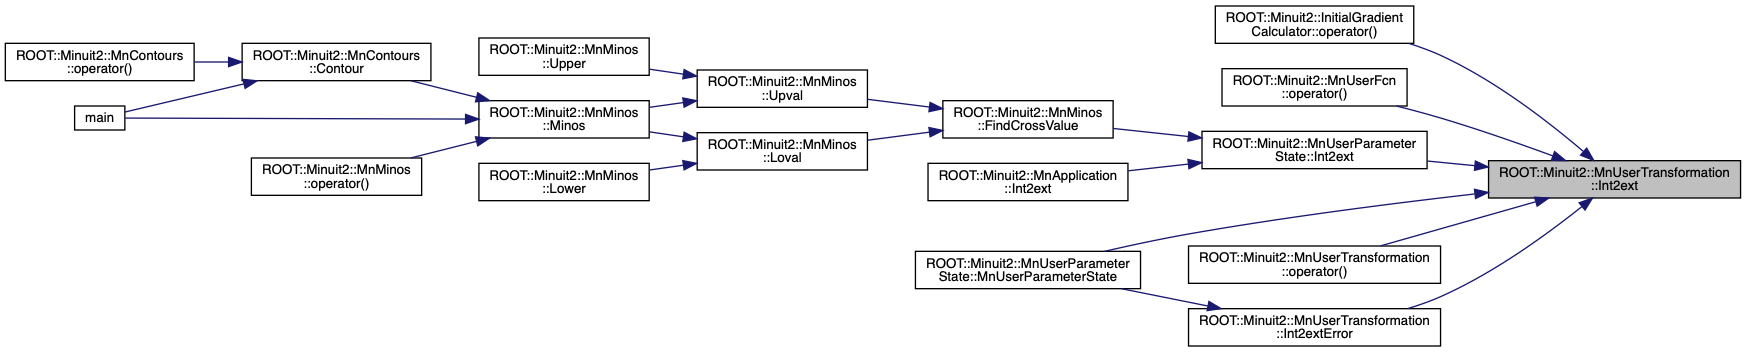 ROOT::Minuit2::MnContours
::operator()
main
ROOT::Minuit2::MnContours
::Contour
ROOT::Minuit2::MnMinos
::operator()
ROOT::Minuit2::MnMinos
::Upper
ROOT::Minuit2::MnMinos
::Minos
ROOT::Minuit2::MnMinos
::Lower
ROOT::Minuit2::MnMinos
::Upval
ROOT::Minuit2::MnMinos
::Loval
ROOT::Minuit2::MnMinos
::FindCrossValue
ROOT::Minuit2::MnApplication
::Int2ext
ROOT::Minuit2::MnUserParameter
State::MnUserParameterState
ROOT::Minuit2::InitialGradient
Calculator::operator()
ROOT::Minuit2::MnUserFcn
::operator()
ROOT::Minuit2::MnUserParameter
State::Int2ext
ROOT::Minuit2::MnUserTransformation
::operator()
ROOT::Minuit2::MnUserTransformation
::Int2extError
ROOT::Minuit2::MnUserTransformation
::Int2ext